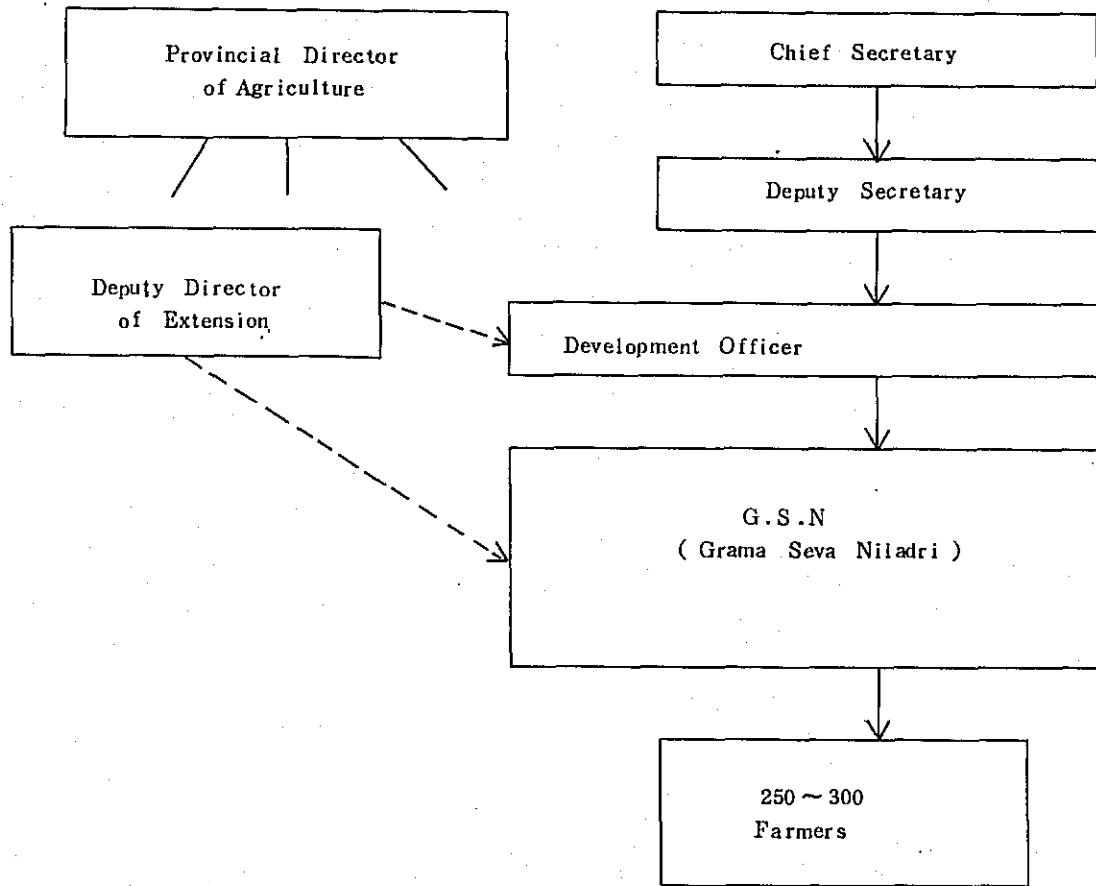 Provincial Director
of Agriculture
Chief Secretary
Deputy Secretary
Deputy Director
of Extension
Development Officer
G.S.N
( Grama Seva Niladri )
250 ~ 300
Farmers